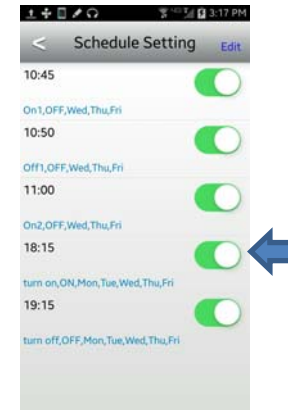 3:17 PM
< Schedule Setting Edit
10:45
On1,OFF,Wed,Thu,Fri
10:50
Off1,OFF,Wed,Thu,Fri
11:00
On2,OFF,Wed,Thu,Fri
18:15
turn on,ON,Mon,Tue,Wed,Thu,Fri
19:15
turn off,OFF,Mon,Tue,Wed,Thu,Fri